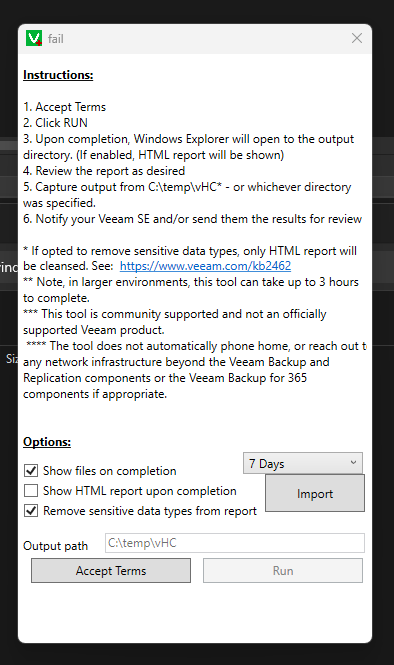 fail
Instructions:
1. Accept Terms
2. Click RUN
3. Upon completion, Windows Explorer will open to the output
directory. (If enabled, HTML report will be shown)
4. Review the report as desired
5. Capture output from C:\temp\vHC* - or whichever directory
was specified.
6. Notify your Veeam SE and/or send them the results for review
* If opted to remove sensitive data types, only HTML report will
be cleansed. See:  https://www.veeam.com/kb2462
** Note, in larger environments, this tool can take up to 3 hours
to complete.
*** This tool is community supported and not an officially
supported Veeam product.
**** The tool does not automatically phone home, or reach out t
any network infrastructure beyond the Veeam Backup and
Replication components or the Veeam Backup for 365
components if appropriate.
Options:
7 Days
Show files on completion
Show HTML report upon completion
Import
Remove sensitive data types from report
Output path C:\temp\vHC
Accept Terms Run